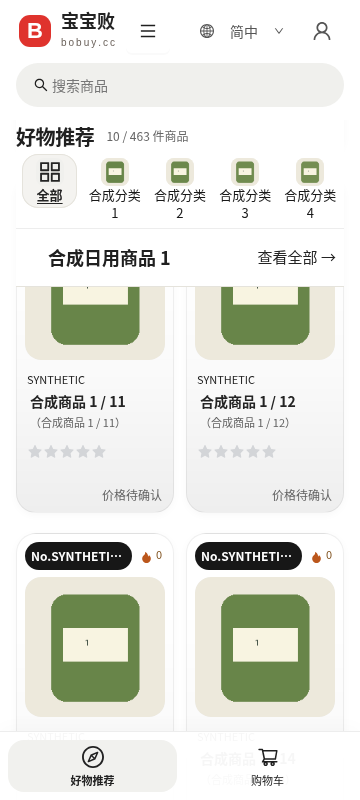 B 宝宝败
bobuy.cc
简中
搜索商品
好物推荐 10 / 463 件商品
全部
合成分类 1
合成分类 2
合成分类 3
合成分类 4
合成日用商品 1 查看全部 →
1 1
SYNTHETIC SYNTHETIC
合成商品 1 / 11 合成商品 1 / 12
（合成商品 1 / 11） （合成商品 1 / 12）
价格待确认 价格待确认
No.SYNTHETI… 0 No.SYNTHETI… 0
1 1
好物推荐 购物车